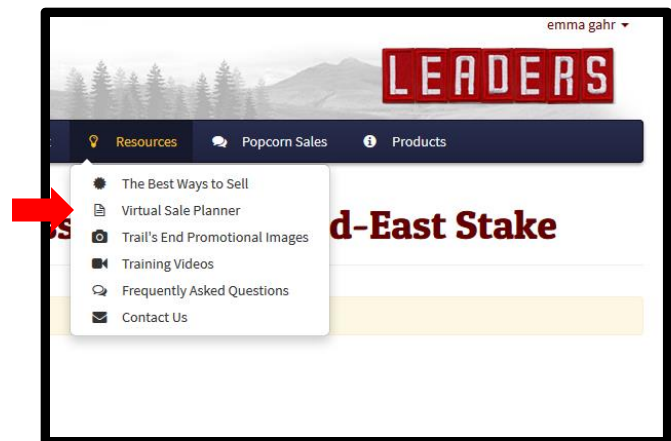 emma gahr
LEADERS
Resources Popcorn Sales Products
The Best Ways to Sell
Virtual Sale Planner
d-East Stake
Trail's End Promotional Images
Training Videos
Frequently Asked Questions
Contact Us